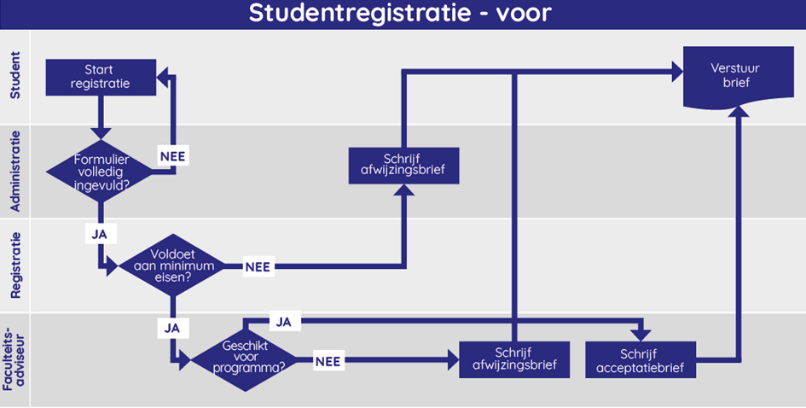 Studentregistratie - voor
Student
Start
registratie
Verstuur
brief
Administratie
Formulier
volledig
ingevuld?
NEE
Schrijf
afwijzingsbrief
JA
Registratie
Voldoet
aan minimum
eisen?
NEE
JA
Faculteits-
adviseur
Geschikt
voor
programma?
JA
NEE
Schrijf
afwijzingsbrief
Schrijf
acceptatiebrief